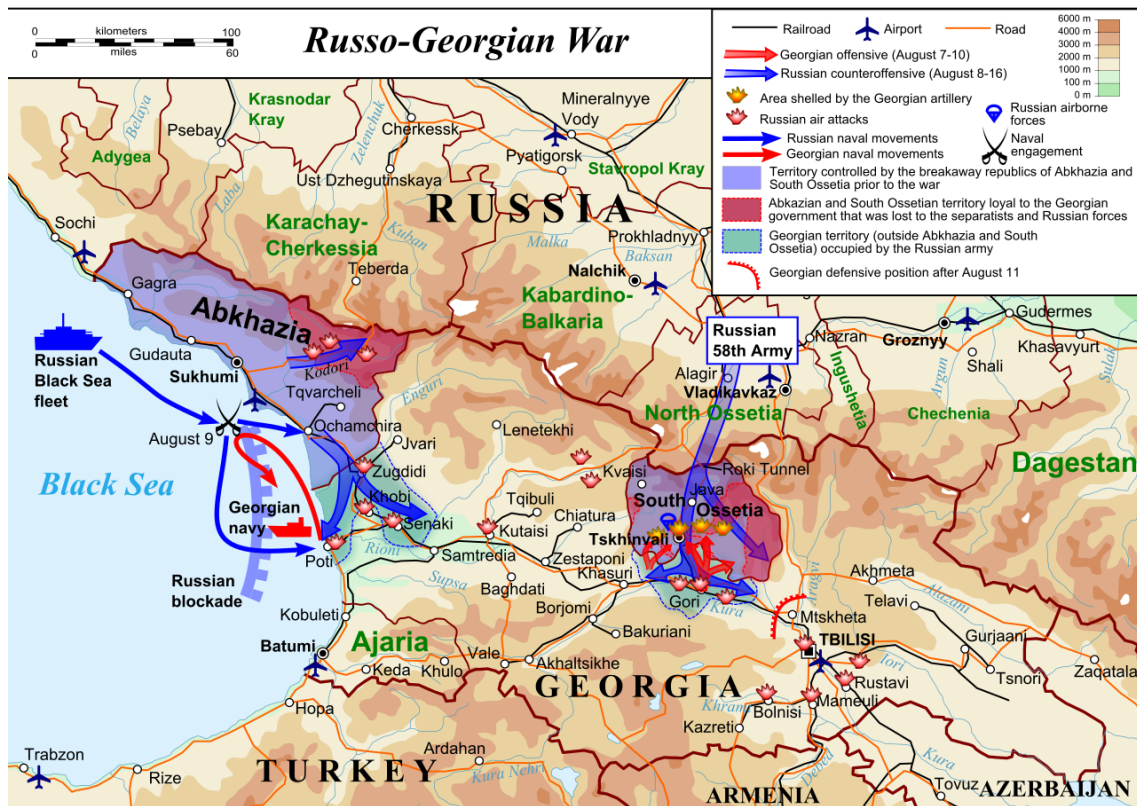 0 kilometers 100
0 miles 60
Russo-Georgian War
Railroad
Airport
Road
Georgian offensive (August 7-10)
Russian counteroffensive (August 8-16)
Area shelled by the Georgian artillery
Russian airborne
forces
Russian air attacks
Russian naval movements
Georgian naval movements
Naval
engagement
Territory controlled by the breakaway republics of Abkhazia and
South Ossetia prior to the war
Abkazian and South Ossetian territory loyal to the Georgian
government that was lost to the separatists and Russian forces
Georgian territory (outside Abkhazia and South
Ossetia) occupied by the Russian army
Georgian defensive position after August 11
6000 m
4000 m
3000 m
2000 m
1000 m
100 m
0 m
Belaya
Krasnodar
Kray
Psebay
Adygea
Laba
Zelenchuk
Cherkessk
Mineralnyye
Vody
Pyatigorsk
Stavropol Kray
Ust Dzhegutinskaya
RUSSIA
Sochi
Karachay-
Cherkessia
Kuban
Malka
Prokhladnyy
Baksan
Teberda
Nalchik
Kabardino-
Balkaria
Gagra
Abkhazia
Russian
58th Army
Nazran
Groznyy
Gudermes
Khasavyurt
Sulak
Argun
Shali
Ingushetia
Russian
Black Sea
fleet
Gudauta
Sukhumi
Kodori
Enguri
Alagir
Vladikavkaz
North Ossetia
Chechenia
Dagestan
Tqvarcheli
Ochamchira
August 9
Jvari
Lenetekhi
Zugdidi
Kvaisi
Roki Tunnel
Java
South
Ossetia
Black Sea
Georgian
navy
Khobi
Senaki
Tqibuli
Kutaisi
Chiatura
Tskhinvali
Poti
Rioni
Samtredia
Zestaponi
Russian
blockade
Supsa
Baghdati
Khasuri
Gori
Kura
Aragvi
Akhmeta
Alazani
Telavi
Kobuleti
Borjomi
Mtskheta
Bakuriani
TBILISI
Gurjaani
Batumi
Ajaria
Keda
Khulo
Vale
Akhaltsikhe
Iori
Tsnori
Zaqatala
GEORGIA
Rustavi
Hopa
Khrami
Bolnisi
Mameuli
Kazreti
Trabzon
Rize
Ardahan
TURKEY
Kura Nehri
Debed
Kura
Tovuz
ARMENIA
AZERBAIJAN